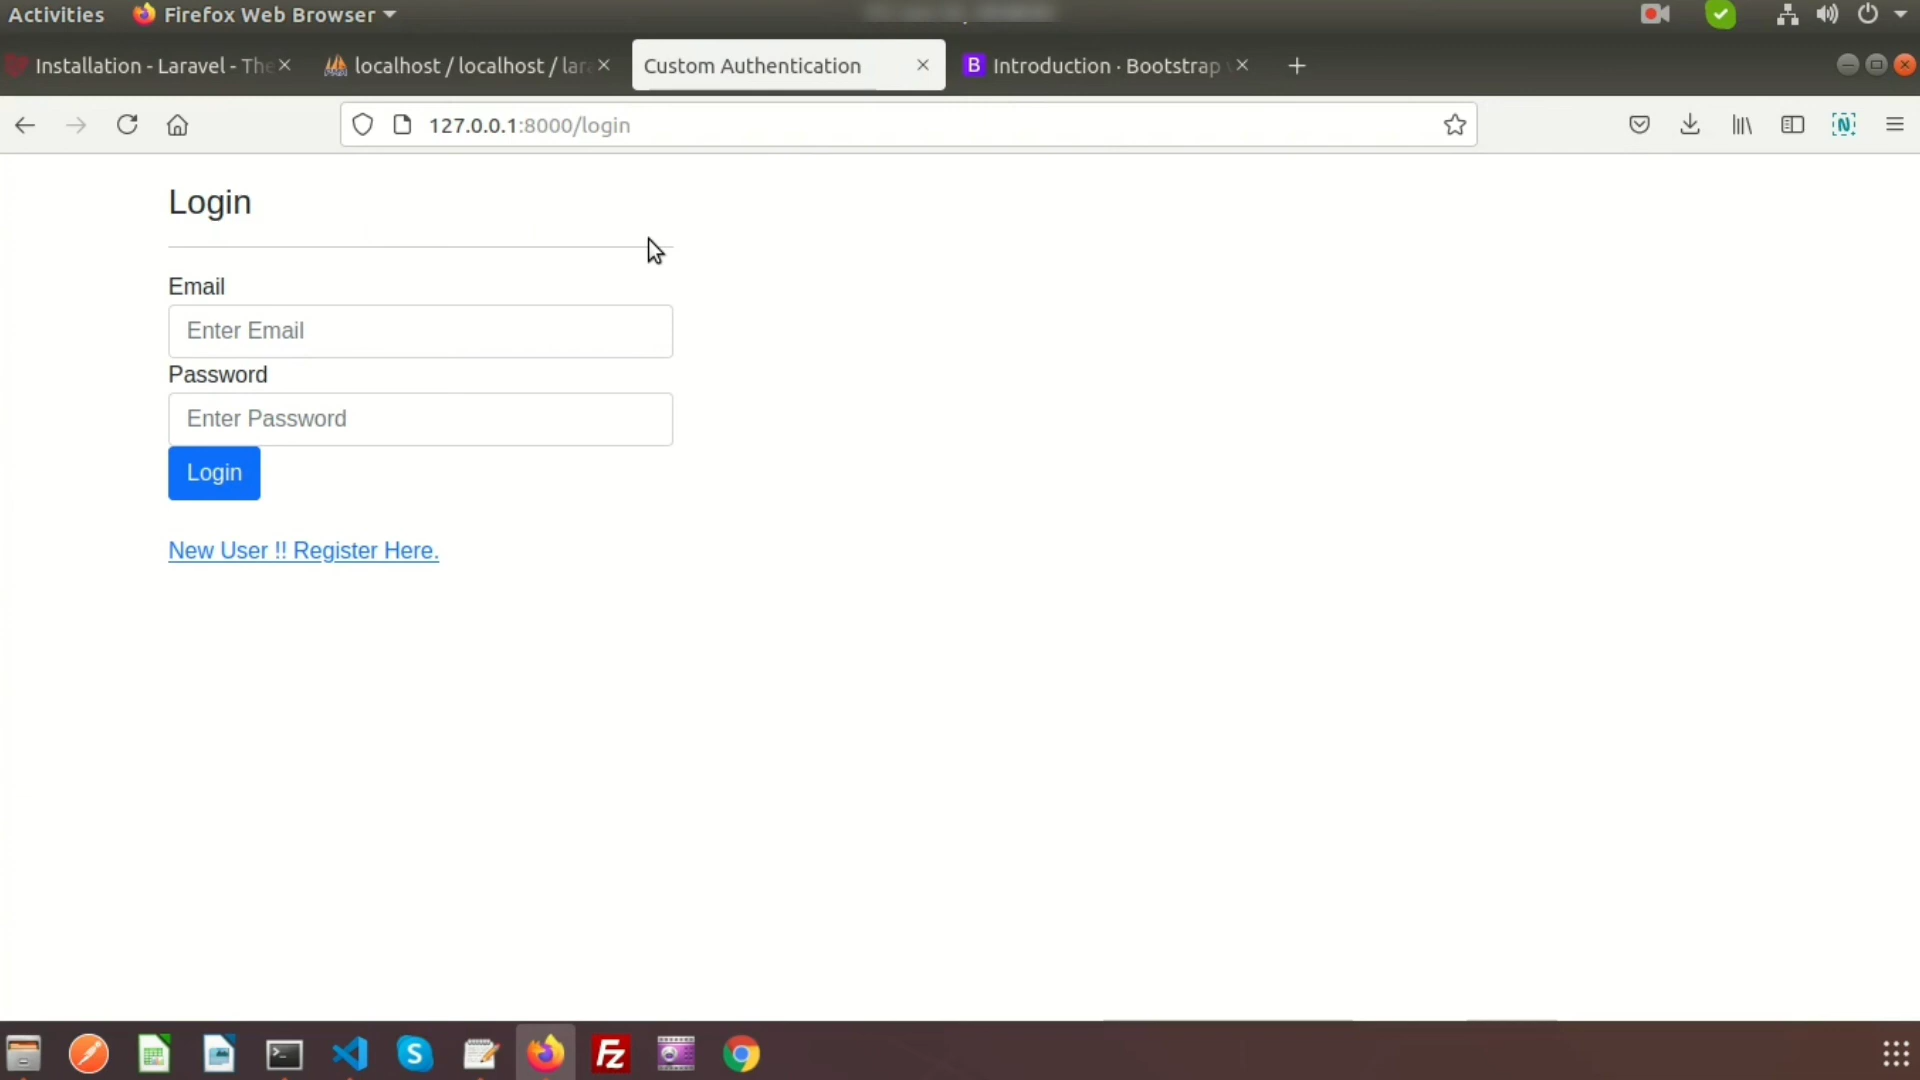 Activities Firefox Web Browser
Installation - Laravel - The localhost / localhost / lar Custom Authentication B Introduction · Bootstrap
127.0.0.1:8000/login
Login
Email
Enter Email
Password
Enter Password
Login
New User !! Register Here.